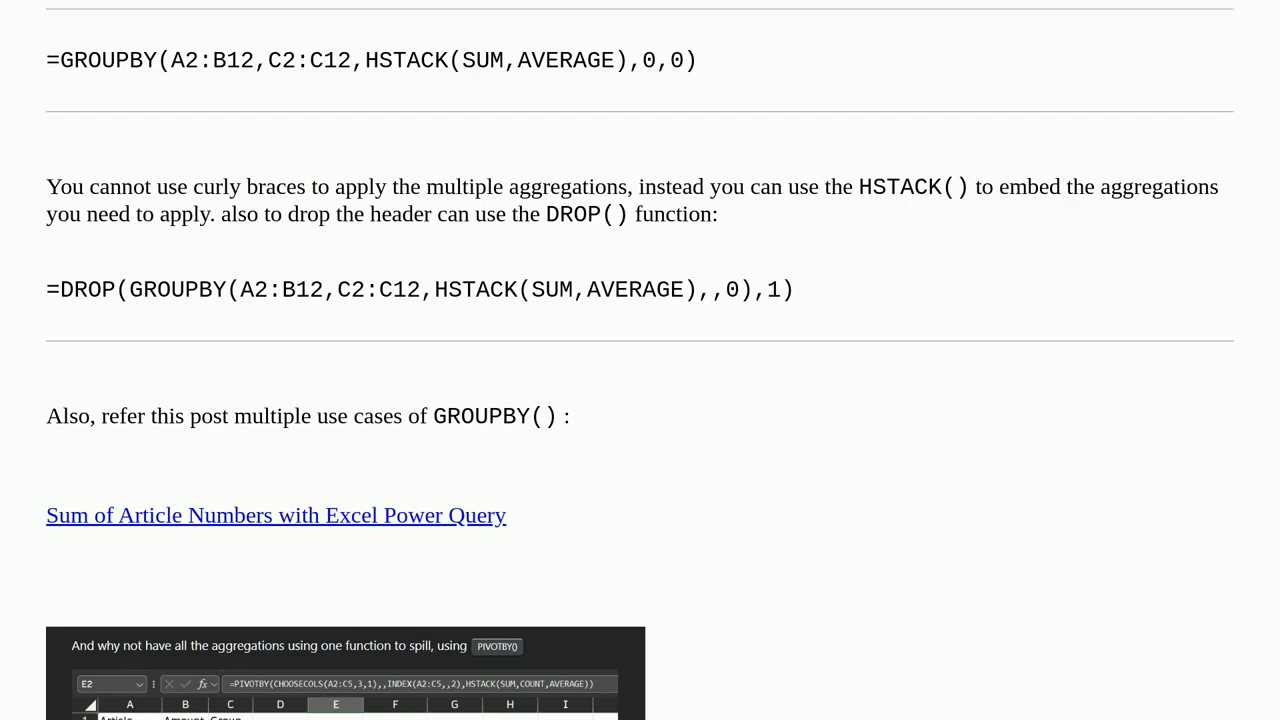 =GROUPBY(A2:B12,C2:C12,HSTACK(SUM,AVERAGE),0,0)
You cannot use curly braces to apply the multiple aggregations, instead you can use the HSTACK() to embed the aggregations
you need to apply. also to drop the header can use the DROP() function:
=DROP(GROUPBY(A2:B12,C2:C12,HSTACK(SUM,AVERAGE),,0),1)
Also, refer this post multiple use cases of GROUPBY() :
Sum of Article Numbers with Excel Power Query
And why not have all the aggregations using one function to spill, using PIVOTBY()
E2 fx =PIVOTBY(CHOOSECOLS(A2:C5,3,1),,INDEX(A2:C5,,2),HSTACK(SUM,COUNT,AVERAGE))
A B C D E F G H I
1 Article Amount Group